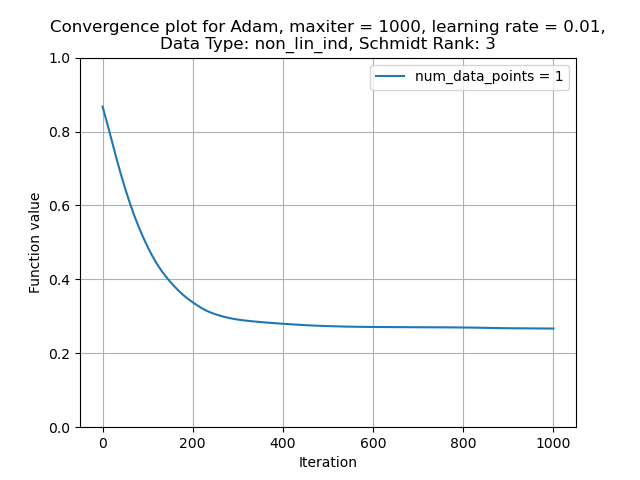 Convergence plot for Adam, maxiter = 1000, learning rate = 0.01,
Data Type: non_lin_ind, Schmidt Rank: 3
num_data_points = 1
1.0
0.8
0.6
0.4
0.2
0.0
Function value
0 200 400 600 800 1000
Iteration